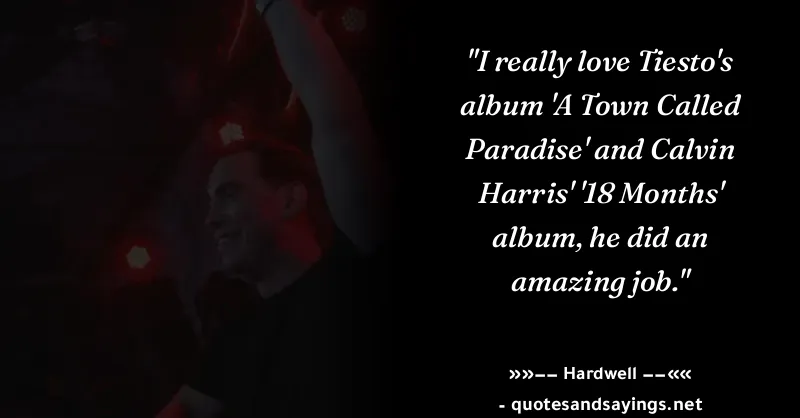 "I really love Tiesto's
album 'A Town Called
Paradise' and Calvin
Harris' '18 Months'
album, he did an
amazing job."
»»−− Hardwell −−««
- quotesandsayings.net